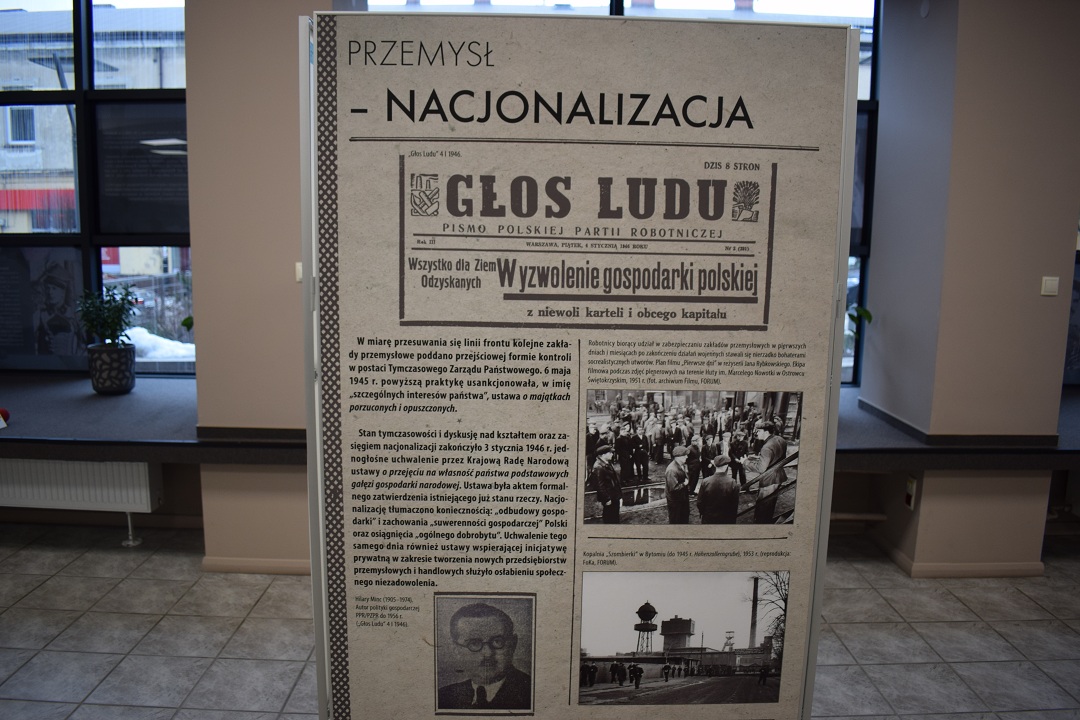 PRZEMYSŁ
– NACJONALIZACJA
„Głos Ludu" 4 I 1946.
DZIS 8 STRON
GŁOS LUDU
PISMO POLSKIEJ PARTII ROBOTNICZEJ
Rok III
WARSZAWA, PIĄTEK, 4 STYCZNIA 1946 ROKU
Wszystko dla Ziem
Odzyskanych
Wyzwolenie gospodarki polskiej
z niewoli karteli i obcego kapitału
W miarę przesuwania się linii frontu kolejne zakła-
dy przemysłowe poddano przejściowej formie kontroli
w postaci Tymczasowego Zarządu Państwowego. 6 maja
1945 r. powyższą praktykę usankcjonowała, w imię
„szczególnych interesów państwa", ustawa o majątkach
porzuconych i opuszczonych.
Stan tymczasowości i dyskusję nad kształtem oraz za-
sięgiem nacjonalizacji zakończyło 3 stycznia 1946 r. jed-
nogłośne uchwalenie przez Krajową Radę Narodową
ustawy o przejęciu na własność państwa podstawowych
gałęzi gospodarki narodowej. Ustawa była aktem formal-
nego zatwierdzenia istniejącego już stanu rzeczy. Nacjo-
nalizację tłumaczono koniecznością: „odbudowy gospo-
darki" i zachowania „suwerenności gospodarczej" Polski
oraz osiągnięcia „ogólnego dobrobytu". Uchwalenie tego
samego dnia również ustawy wspierającej inicjatywę
prywatną w zakresie tworzenia nowych przedsiębiorstw
przemysłowych i handlowych służyło osłabieniu społecz-
nego niezadowolenia.
Hilary Minc (1905–1974).
Autor polityki gospodarczej
PPR/PZPR do 1956 r.
(„Głos Ludu" 4 I 1946).
Robotnicy biorący udział w zabezpieczaniu zakładów przemysłowych w pierwszych
dniach i miesiącach po zakończeniu działań wojennych stawali się nierzadko bohaterami
socrealistycznych utworów. Plan filmu „Pierwsze dni" w reżyserii Jana Rybkowskiego. Ekipa
filmowa podczas zdjęć plenerowych na terenie Huty im. Marcelego Nowotki w Ostrowcu
Świętokrzyskim, 1951 r. (fot. archiwum Filmu, FORUM).
Kopalnia „Szombierki" w Bytomiu (do 1945 r. Hohenzollerngrube), 1953 r. (reprodukcja:
FoKa, FORUM).